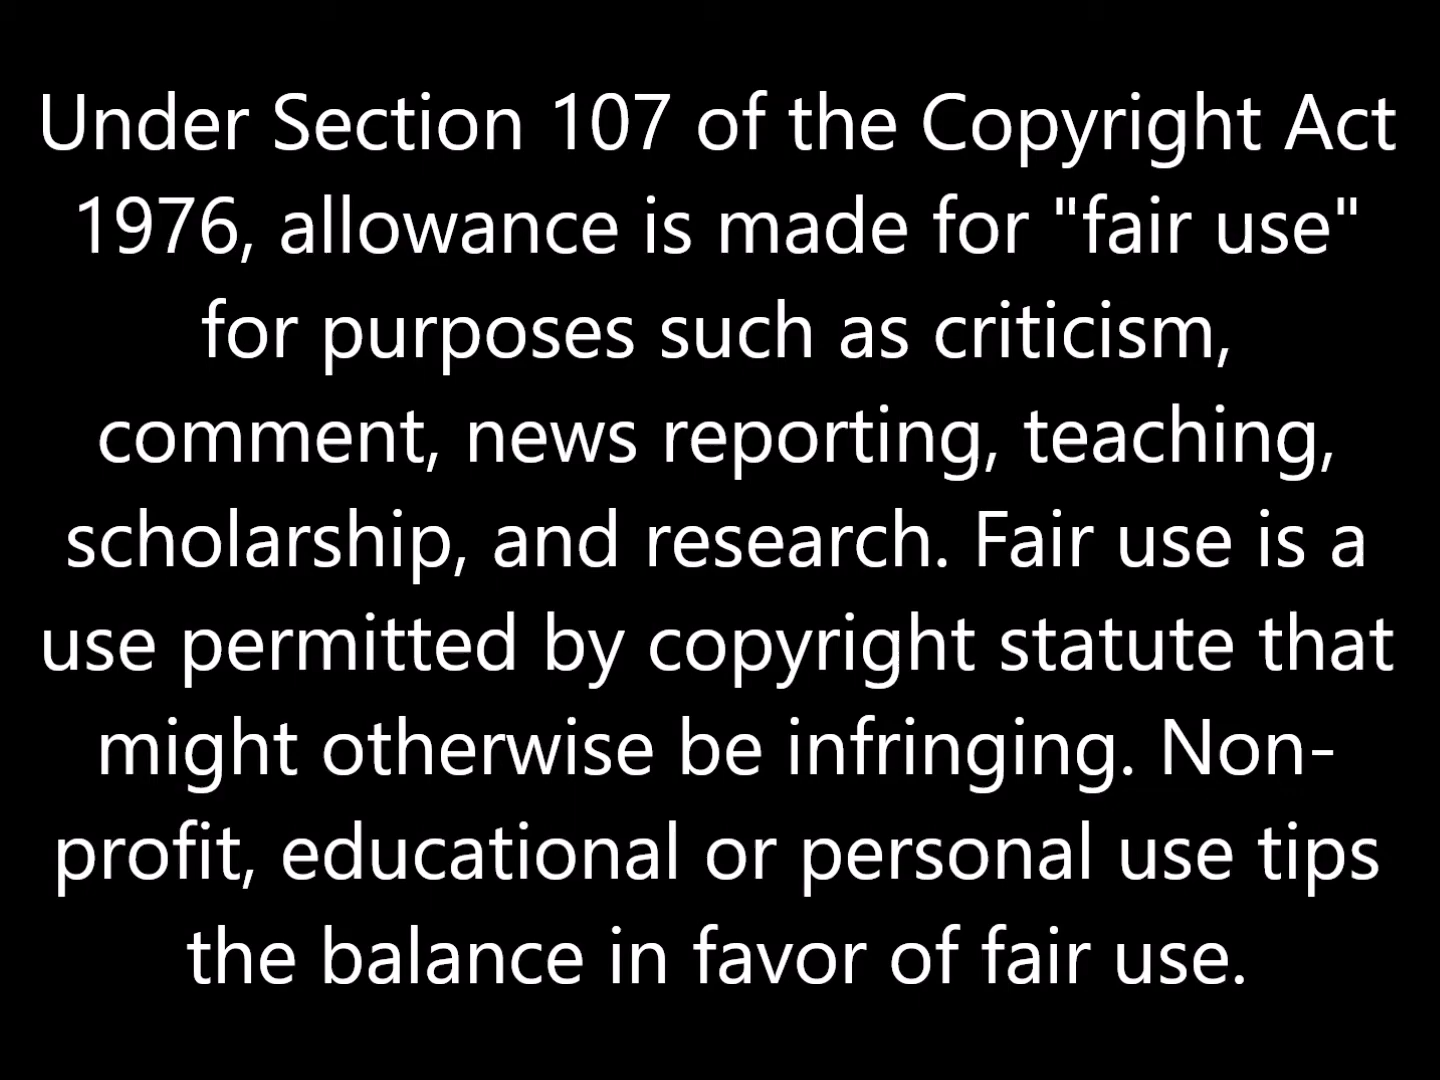 Under Section 107 of the Copyright Act
1976, allowance is made for "fair use"
for purposes such as criticism,
comment, news reporting, teaching,
scholarship, and research. Fair use is a
use permitted by copyright statute that
might otherwise be infringing. Non-
profit, educational or personal use tips
the balance in favor of fair use.